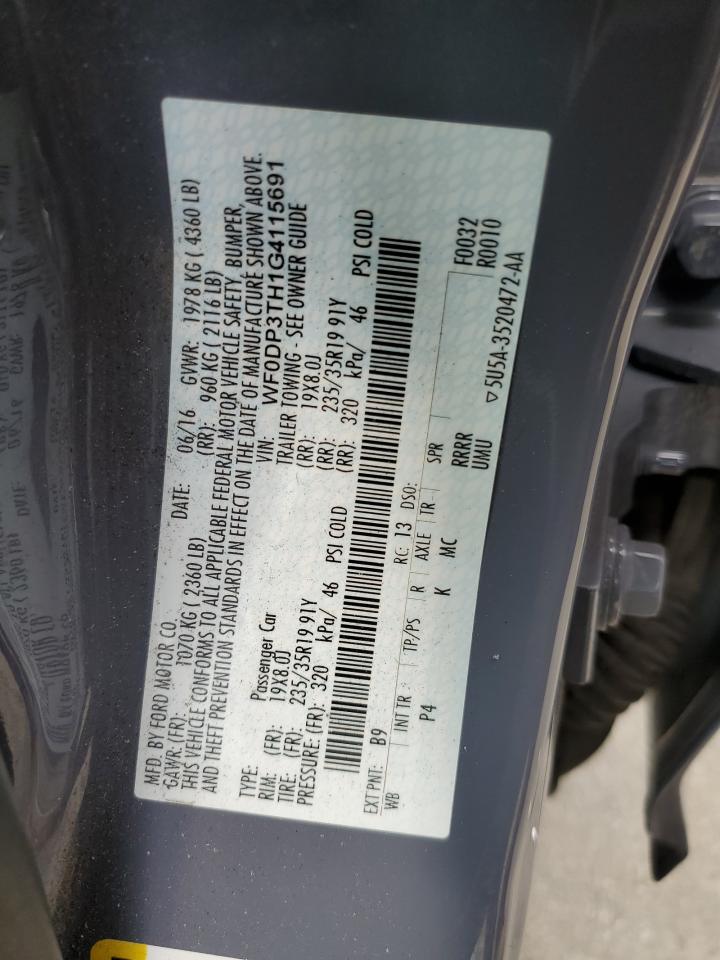 MFD. BY FORD MOTOR CO.
DATE: 06/16 GVWR: 1978 KG ( 4360 LB)
GAWR: (FR): 1070 KG ( 2360 LB) (RR): 960 KG ( 2116 LB)
THIS VEHICLE CONFORMS TO ALL APPLICABLE FEDERAL MOTOR VEHICLE SAFETY, BUMPER,
AND THEFT PREVENTION STANDARDS IN EFFECT ON THE DATE OF MANUFACTURE SHOWN ABOVE.
VIN: WF0DP3TH1G4115691
TYPE: Passenger Car TRAILER TOWING - SEE OWNER GUIDE
RIM: (FR): 19X8.0J (RR): 19X8.0J
TIRE: (FR): 235/35R19 91Y (RR): 235/35R19 91Y
PRESSURE: (FR): 320 kPa/ 46 PSI COLD (RR): 320 kPa/ 46 PSI COLD
EXT PNT: B9 RC: 13 DSO: F0032
WB R0010
INT TR TP/PS R AXLE TR SPR
P4 K MC RRRR
UMU
▽5U5A-3520472-AA